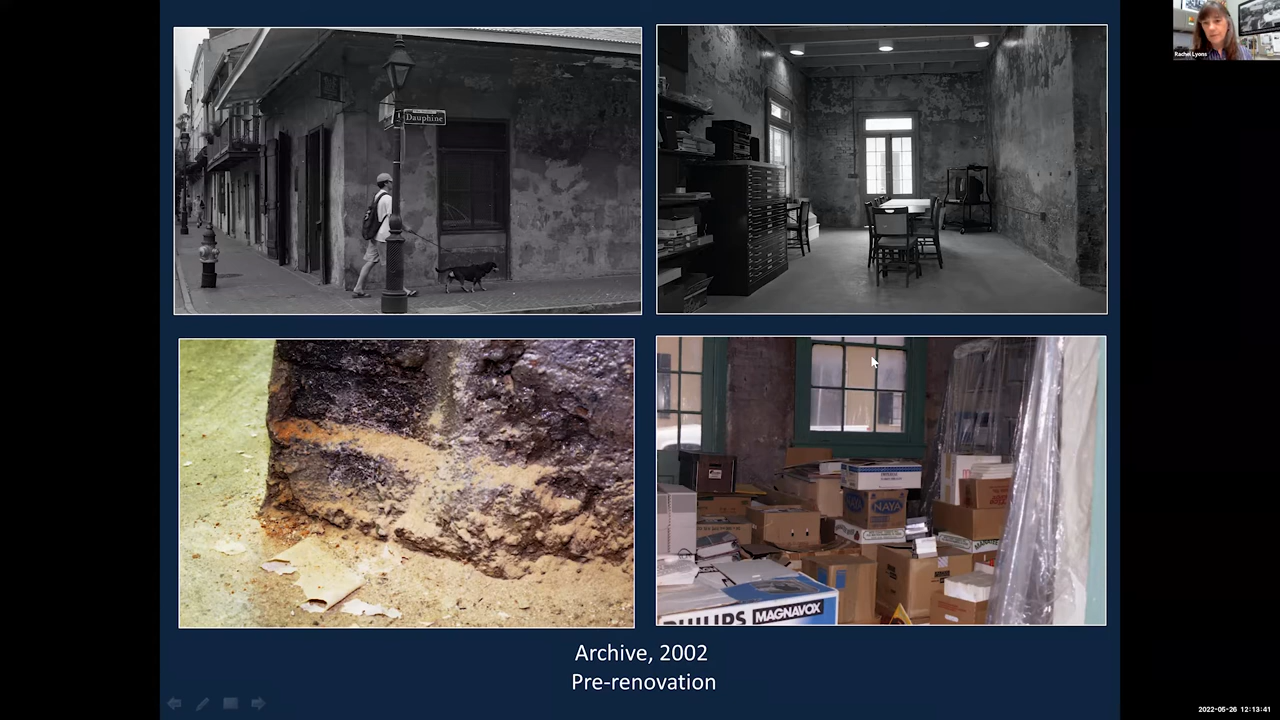 Rachel Lyons
Dauphine
NAYA
PHILIPS MAGNAVOX
Archive, 2002
Pre-renovation
2022-05-26 12:13:41